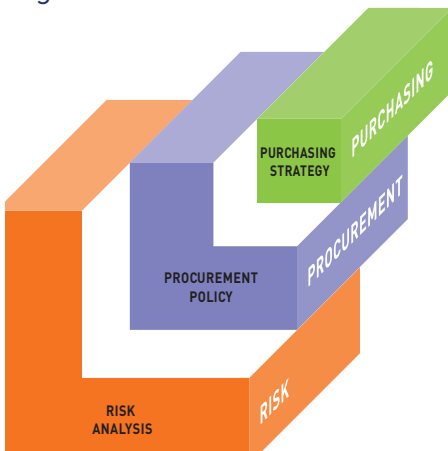 PURCHASING
STRATEGY
PURCHASING
PROCUREMENT
POLICY
PROCUREMENT
RISK
ANALYSIS
RISK